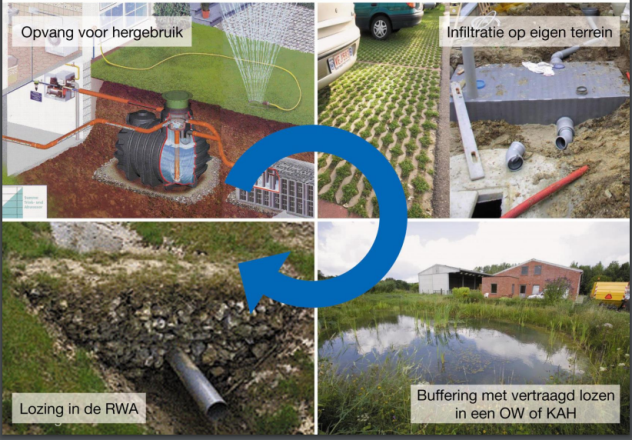 Opvang voor hergebruik
Infiltratie op eigen terrein
Lozing in de RWA
Buffering met vertraagd lozen
in een OW of KAH